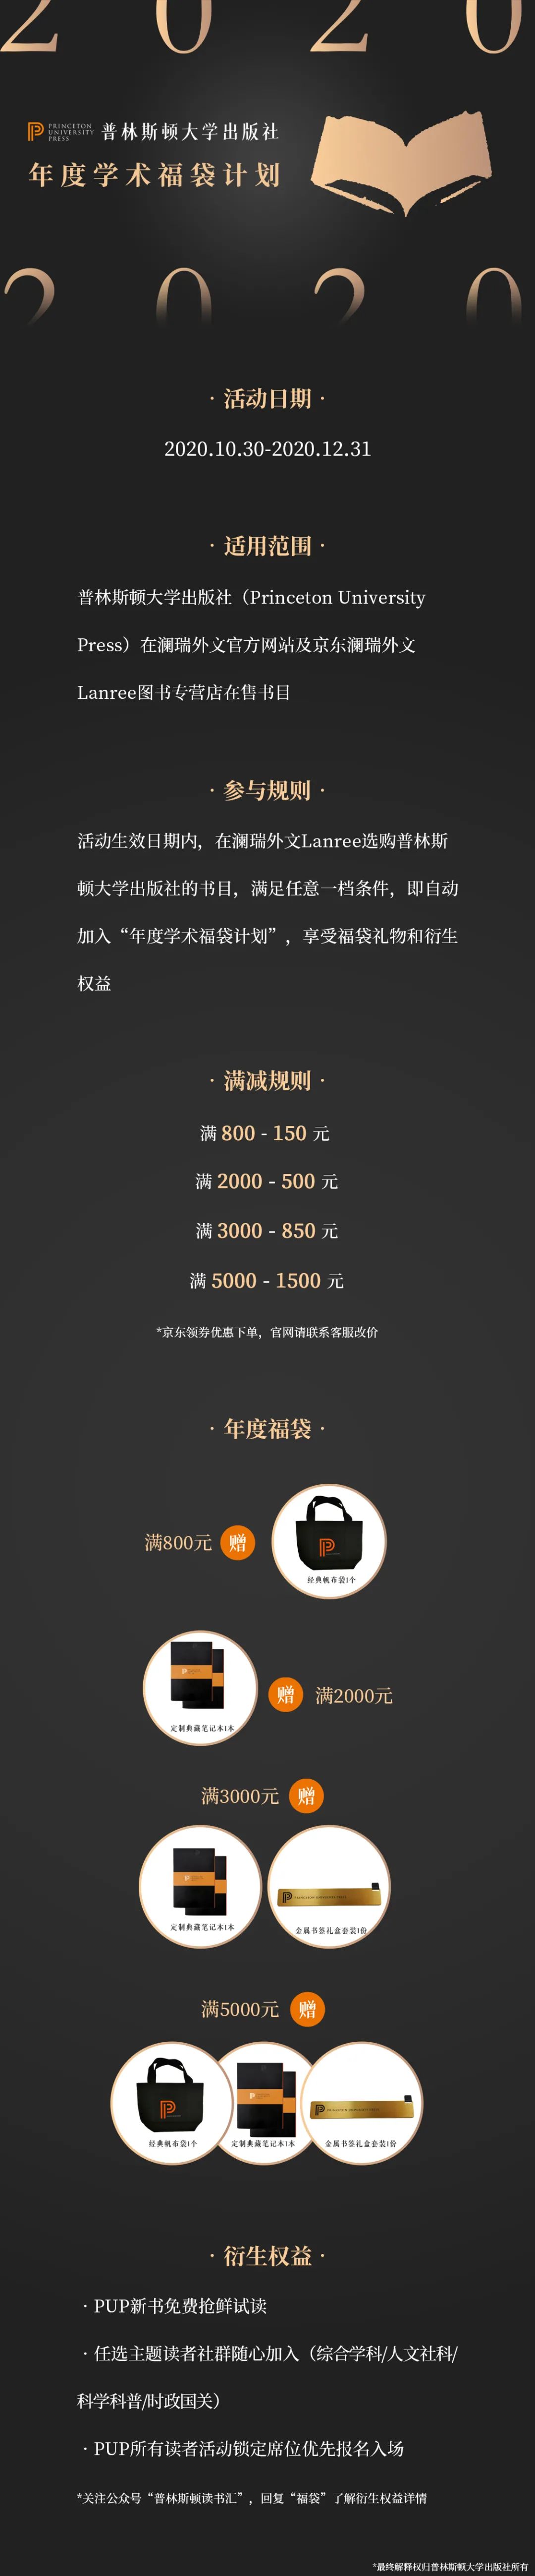 2 0 2 0
PRINCETON
UNIVERSITY
PRESS
普林斯顿大学出版社
年度学术福袋计划
2 0 2 0
· 活动日期 ·
2020.10.30-2020.12.31
· 适用范围 ·
普林斯顿大学出版社（Princeton University
Press）在澜瑞外文官方网站及京东澜瑞外文
Lanree图书专营店在售书目
· 参与规则 ·
活动生效日期内，在澜瑞外文Lanree选购普林斯
顿大学出版社的书目，满足任意一档条件，即自动
加入“年度学术福袋计划”，享受福袋礼物和衍生
权益
· 满减规则 ·
满 800 - 150 元
满 2000 - 500 元
满 3000 - 850 元
满 5000 - 1500 元
*京东领券优惠下单，官网请联系客服改价
· 年度福袋 ·
满800元 赠
经典帆布袋1个
赠 满2000元
定制典藏笔记本1本
满3000元 赠
PRINCETON UNIVERSITY PRESS
定制典藏笔记本1本
金属书签礼盒套装1份
满5000元 赠
PRINCETON UNIVERSITY PRESS
经典帆布袋1个
定制典藏笔记本1本
金属书签礼盒套装1份
· 衍生权益 ·
· PUP新书免费抢鲜试读
· 任选主题读者社群随心加入（综合学科/人文社科/
科学科普/时政国关）
· PUP所有读者活动锁定席位优先报名入场
*关注公众号“普林斯顿读书汇”，回复“福袋”了解衍生权益详情
*最终解释权归普林斯顿大学出版社所有